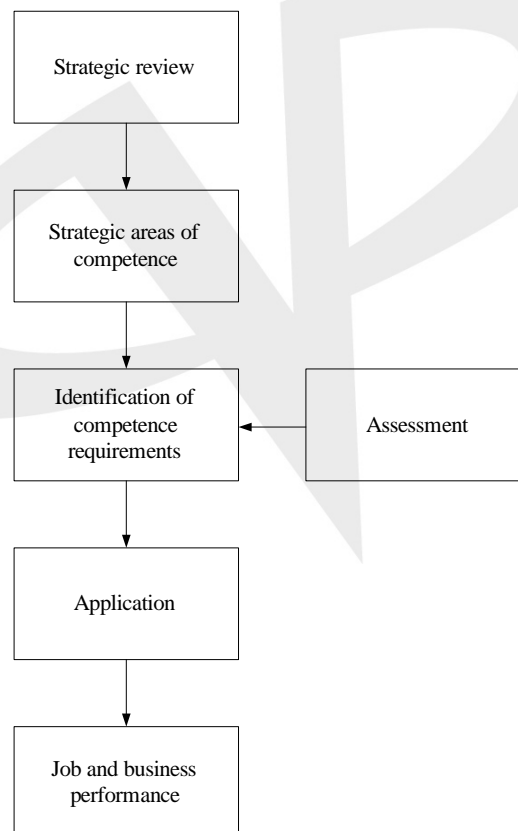 Strategic review
Strategic areas of
competence
Identification of
competence
requirements
Assessment
Application
Job and business
performance